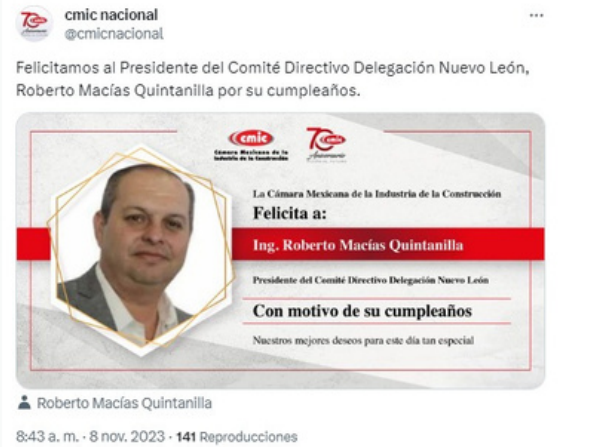 cmic nacional
@cmicnacional
Felicitamos al Presidente del Comité Directivo Delegación Nuevo León,
Roberto Macías Quintanilla por su cumpleaños.
cmic
Cámara Mexicana de la
Industria de la Construcción
70 cmic
Aniversario
La Cámara Mexicana de la Industria de la Construcción
Felicita a:
Ing. Roberto Macías Quintanilla
Presidente del Comité Directivo Delegación Nuevo León
Con motivo de su cumpleaños
Nuestros mejores deseos para este día tan especial
Roberto Macías Quintanilla
8:43 a. m. · 8 nov. 2023 · 141 Reproducciones